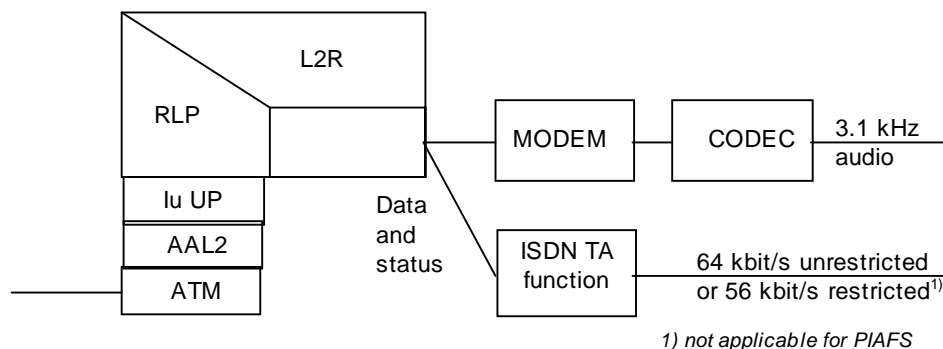 L2R
RLP
MODEM
CODEC
3.1 kHz
audio
Iu UP
AAL2
ATM
Data
and
status
ISDN TA
function
64 kbit/s unrestricted
or 56 kbit/s restricted1)
1) not applicable for PIAFS